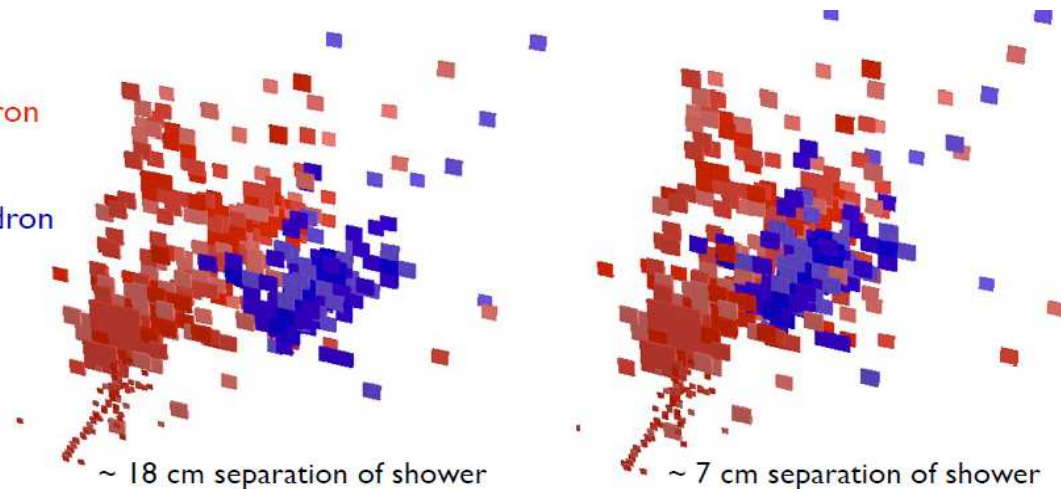 ron
dron
~ 18 cm separation of shower
~ 7 cm separation of shower